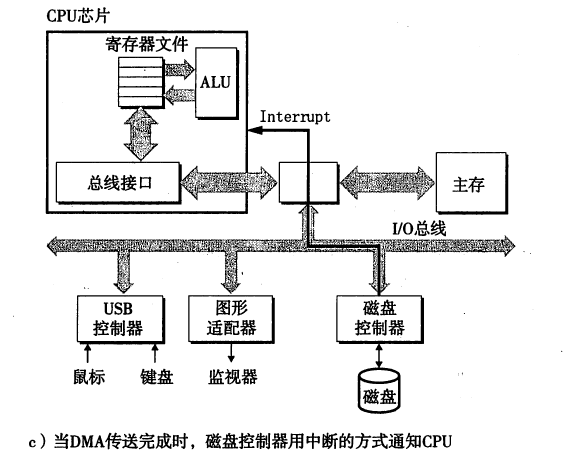 CPU芯片
寄存器文件
ALU
Interrupt
总线接口
主存
I/O总线
USB
控制器
图形
适配器
磁盘
控制器
鼠标
键盘
监视器
磁盘
c）当DMA传送完成时，磁盘控制器用中断的方式通知CPU